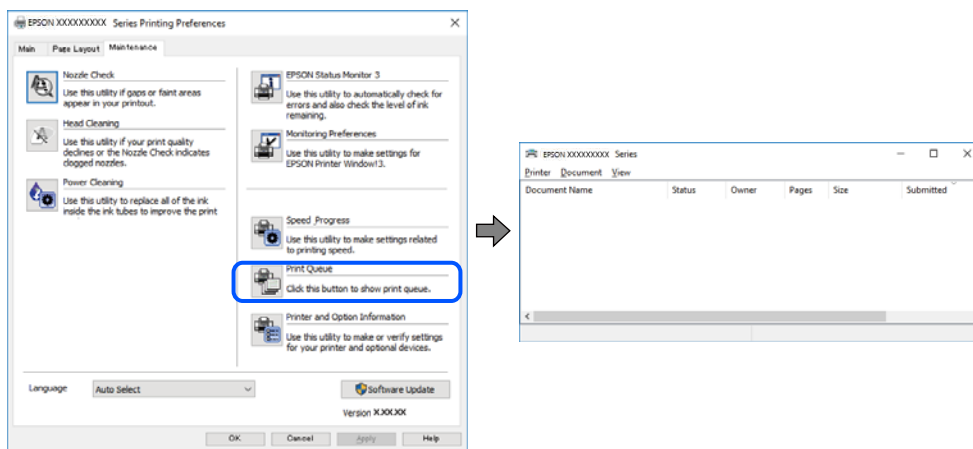 EPSON XXXXXXXXX Series Printing Preferences
Main Page Layout Maintenance
Nozzle Check
Use this utility if gaps or faint areas
appear in your printout.
Head Cleaning
Use this utility if your print quality
declines or the Nozzle Check indicates
clogged nozzles.
Power Cleaning
Use this utility to replace all of the ink
inside the ink tubes to improve the print
EPSON Status Monitor 3
Use this utility to automatically check for
errors and also check the level of ink
remaining.
Monitoring Preferences
Use this utility to make settings for
EPSON Printer Window!3.
Speed_Progress
Use this utility to make settings related
to printing speed.
Print Queue
Click this button to show print queue.
Printer and Option Information
Use this utility to make or verify settings
for your printer and optional devices.
Language Auto Select
Software Update
Version X.XX.XX
OK Cancel Apply Help
EPSON XXXXXXXXX Series
Printer Document View
Document Name Status Owner Pages Size Submitted